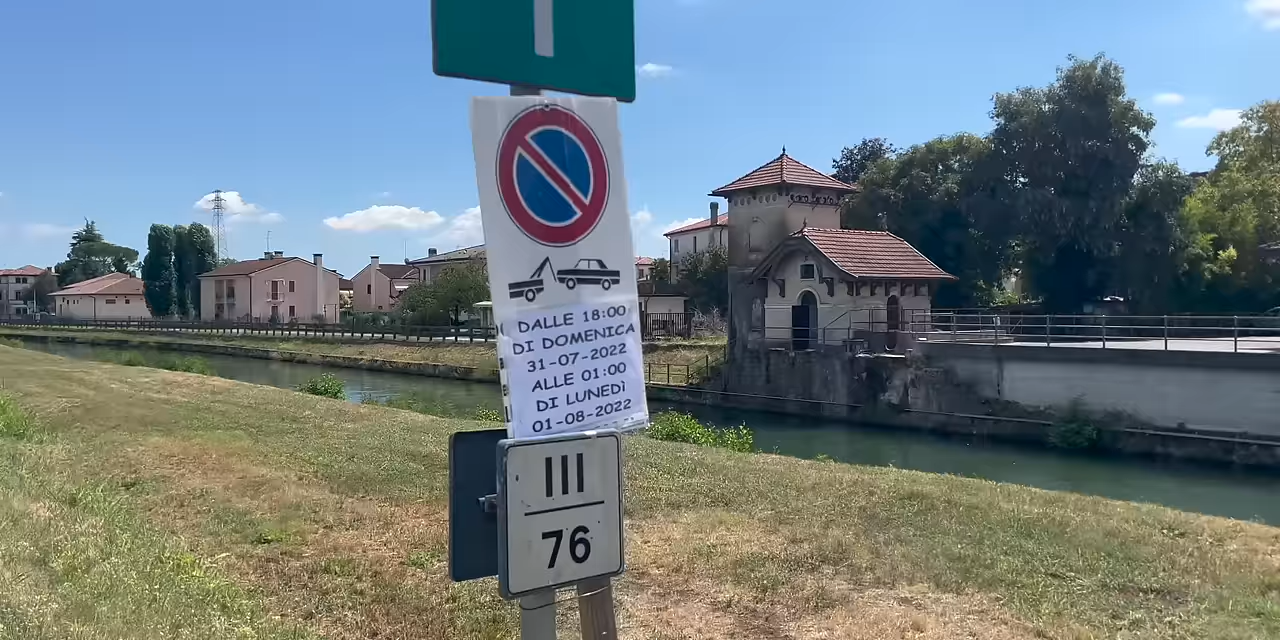 DALLE 18:00
DI DOMENICA
31-07-2022
ALLE 01:00
DI LUNEDÌ
01-08-2022
III
76